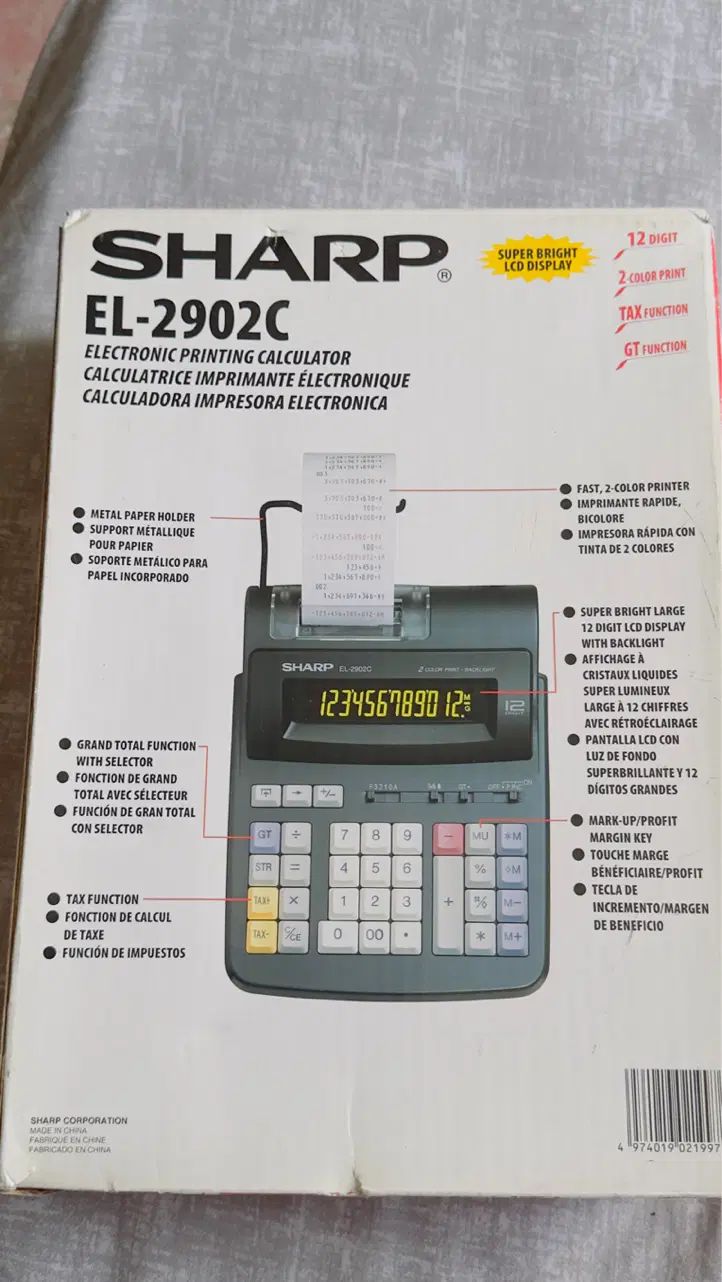 SHARP®
EL-2902C
ELECTRONIC PRINTING CALCULATOR
CALCULATRICE IMPRIMANTE ÉLECTRONIQUE
CALCULADORA IMPRESORA ELECTRONICA
SUPER BRIGHT
LCD DISPLAY
12 DIGIT
2-COLOR PRINT
TAX FUNCTION
GT FUNCTION
● METAL PAPER HOLDER
● SUPPORT MÉTALLIQUE
POUR PAPIER
● SOPORTE METÁLICO PARA
PAPEL INCORPORADO
● FAST, 2-COLOR PRINTER
● IMPRIMANTE RAPIDE,
BICOLORE
● IMPRESORA RÁPIDA CON
TINTA DE 2 COLORES
● SUPER BRIGHT LARGE
12 DIGIT LCD DISPLAY
WITH BACKLIGHT
● AFFICHAGE À
CRISTAUX LIQUIDES
SUPER LUMINEUX
LARGE À 12 CHIFFRES
AVEC RÉTROÉCLAIRAGE
● PANTALLA LCD CON
LUZ DE FONDO
SUPERBRILLANTE Y 12
DÍGITOS GRANDES
● GRAND TOTAL FUNCTION
WITH SELECTOR
● FONCTION DE GRAND
TOTAL AVEC SÉLECTEUR
● FUNCIÓN DE GRAN TOTAL
CON SELECTOR
● MARK-UP/PROFIT
MARGIN KEY
● TOUCHE MARGE
BÉNÉFICIAIRE/PROFIT
● TECLA DE
INCREMENTO/MARGEN
DE BENEFICIO
● TAX FUNCTION
● FONCTION DE CALCUL
DE TAXE
● FUNCIÓN DE IMPUESTOS
SHARP EL-2902C
2 COLOR PRINT · BACKLIGHT
123456789012.
M
G
12
DIGIT
+/−
GT ÷ 7 8 9 − MU *M
STR = 4 5 6 % ◊M
TAX+ × 1 2 3 + M−
TAX- C/CE 0 00 • * M+
SHARP CORPORATION
MADE IN CHINA
FABRIQUÉ EN CHINE
FABRICADO EN CHINA
4 974019 021997